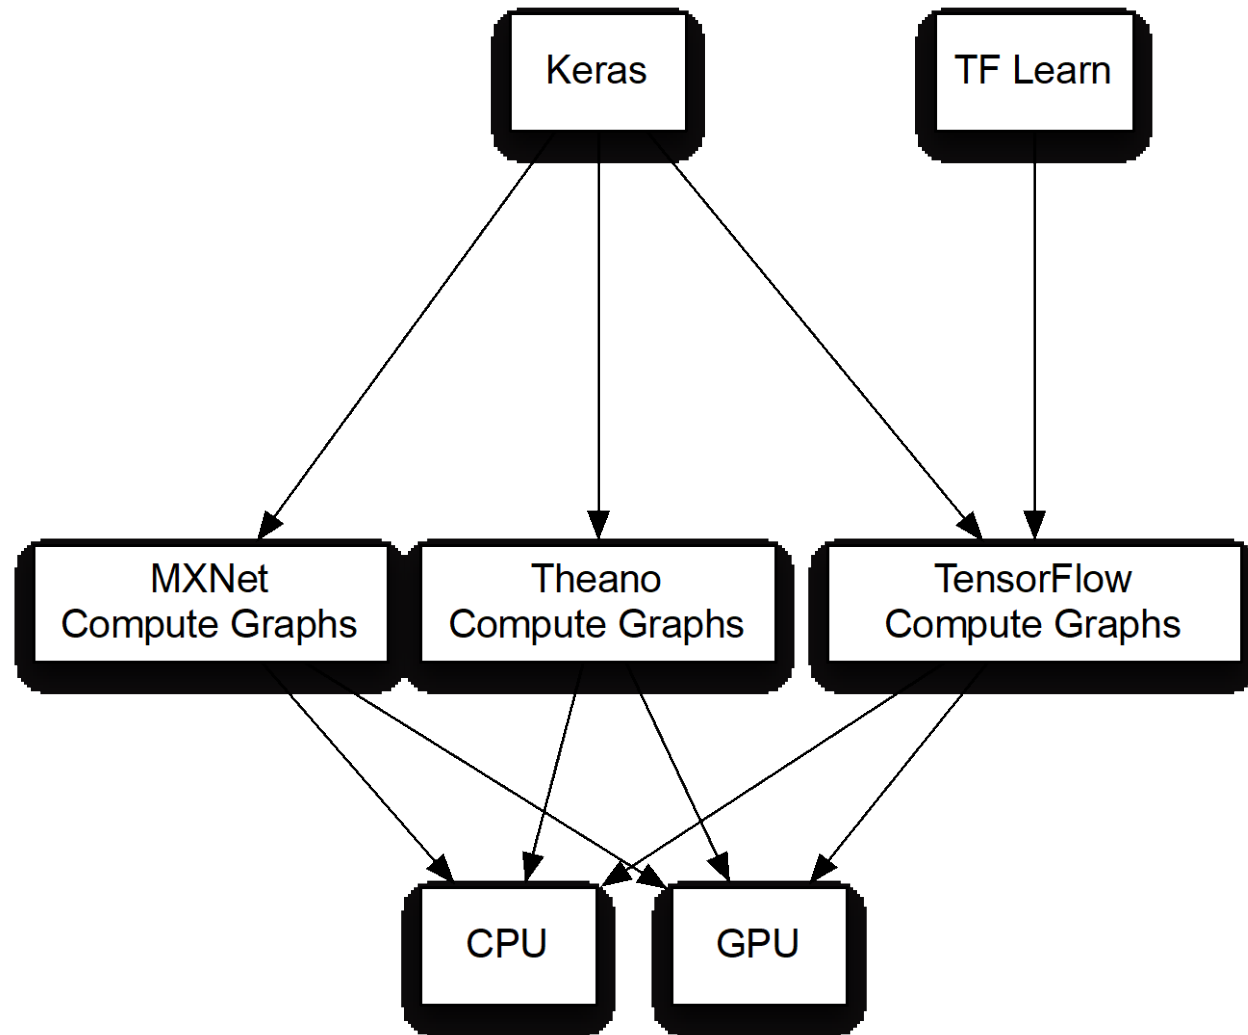 Keras
TF Learn
MXNet
Compute Graphs
Theano
Compute Graphs
TensorFlow
Compute Graphs
CPU
GPU